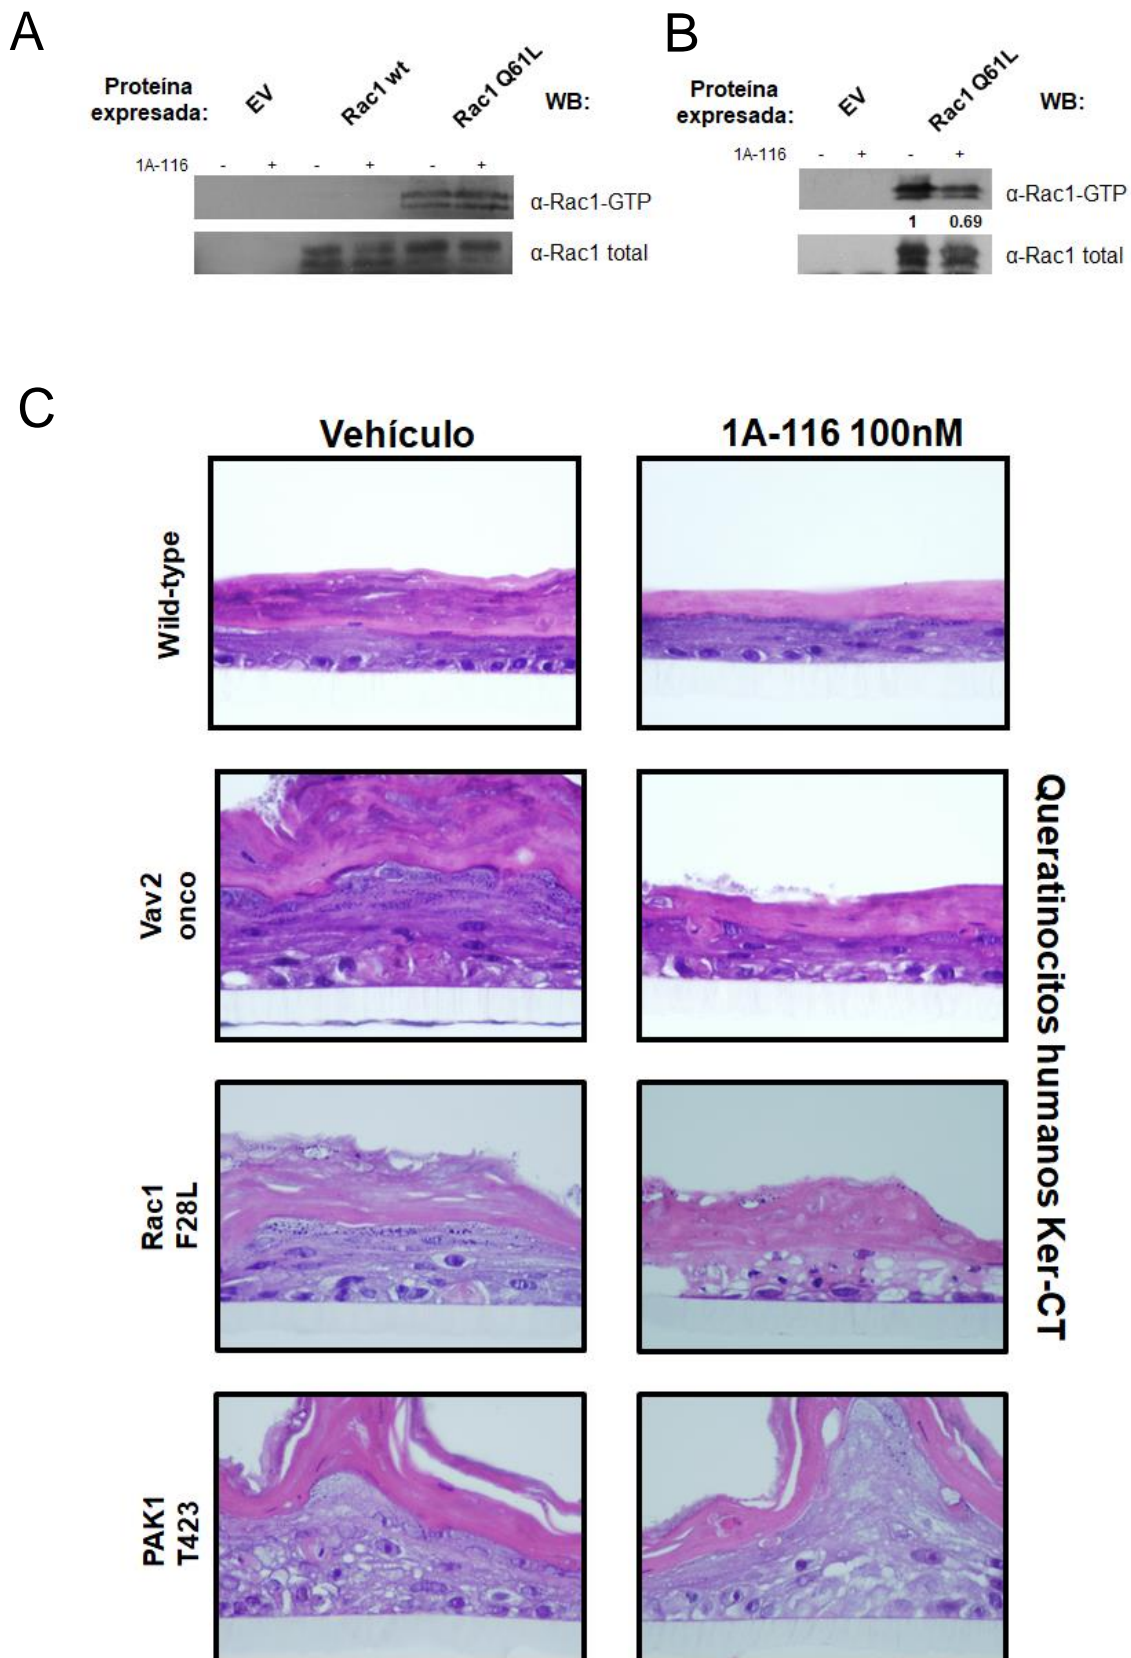 A
Proteína
expresada:
EV
Rac1 wt
Rac1 Q61L
WB:
1A-116 - + - + - +
α-Rac1-GTP
α-Rac1 total
B
Proteína
expresada:
EV
Rac1 Q61L
WB:
1A-116 - + - +
α-Rac1-GTP
1 0.69
α-Rac1 total
C
Vehículo
1A-116 100nM
Wild-type
Vav2
onco
Rac1
F28L
PAK1
T423
Queratinocitos humanos Ker-CT